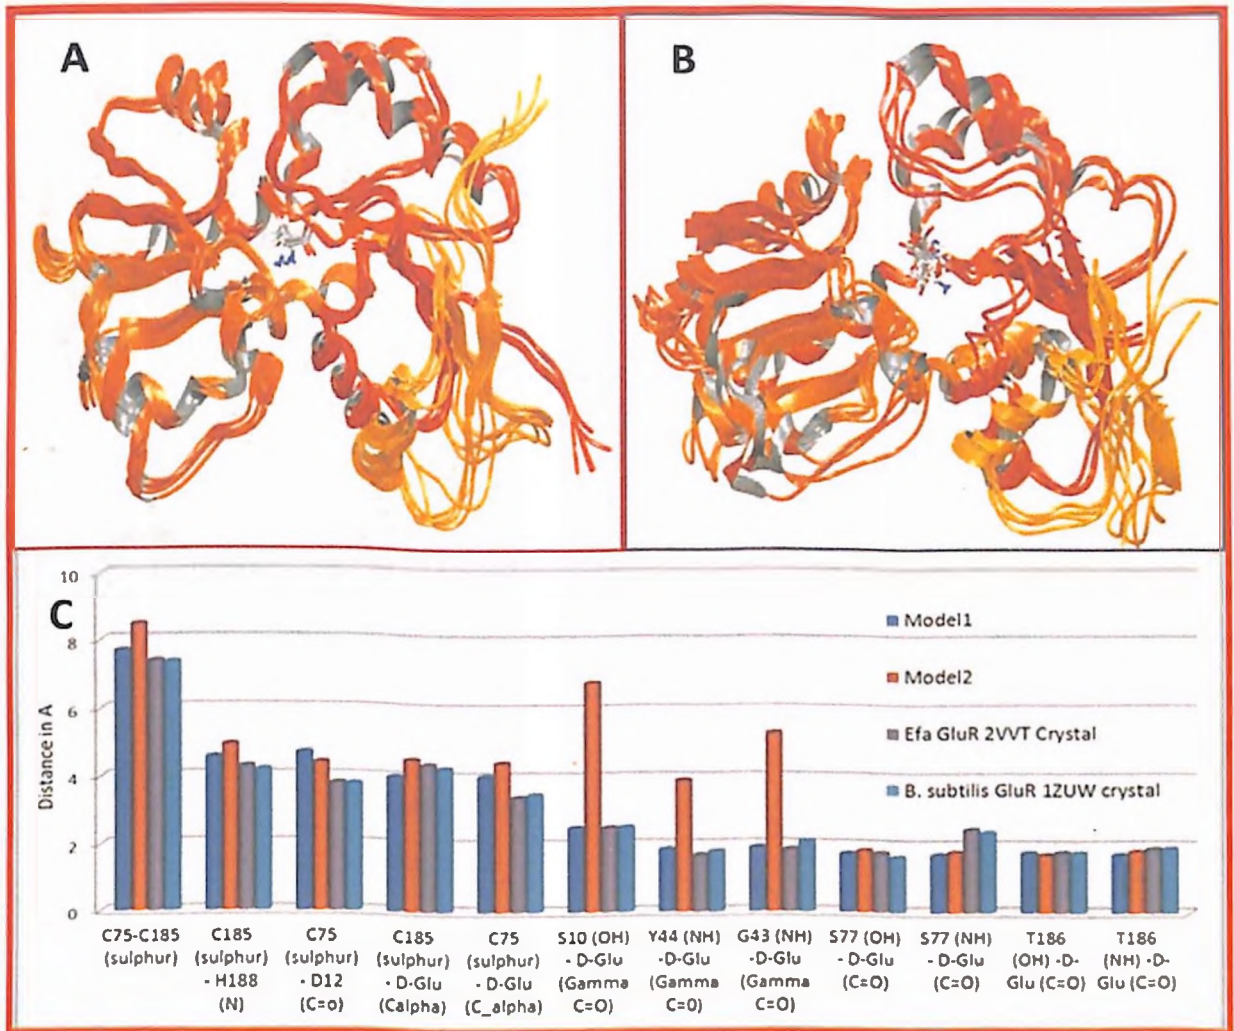 A
B
C
10
8
6
4
2
0
Distance in A
Model1
Model2
Efa GluR 2VVT Crystal
B. subtilis GluR 1ZUW crystal
C75-C185
(sulphur)
C185
(sulphur)
- H188
(N)
C75
(sulphur)
- D12
(C=o)
C185
(sulphur)
- D-Glu
(Calpha)
C75
(sulphur)
- D-Glu
(C_alpha)
S10 (OH)
- D-Glu
(Gamma
C=O)
Y44 (NH)
-D-Glu
(Gamma
C=0)
G43 (NH)
-D-Glu
(Gamma
C=O)
S77 (OH)
- D-Glu
(C=O)
S77 (NH)
- D-Glu
(C=O)
T186
(OH) -D-
Glu (C=O)
T186
(NH) -D-
Glu (C=O)